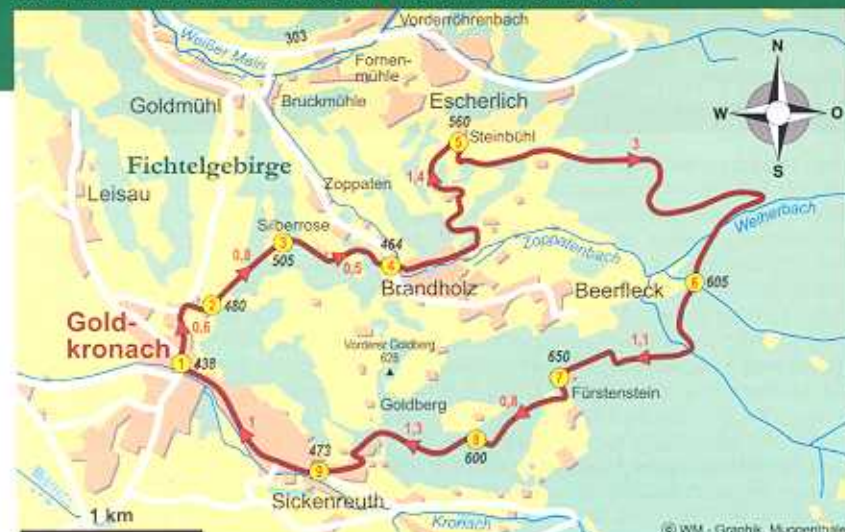 Vorderröhrenbach
Weißer Main
303
Fornen-
mühle
Goldmühl
Bruckmühle
Escherlich
560
5
Steinbühl
N
W
O
S
Fichtelgebirge
3
Leisau
Zoppaten
1,4
Silberrose
3
505
0,8
464
4
0,5
Brandholz
Zoppatenbach
Weiherbach
Beerfleck
6
605
2
480
Gold-
kronach
0,6
1
438
Vorderer Goldberg
626
1,1
650
7
Fürstenstein
Goldberg
0,8
1,3
8
600
1
473
9
Sickenreuth
1 km
Kronach
© WM - Graphik, Muggenthaler